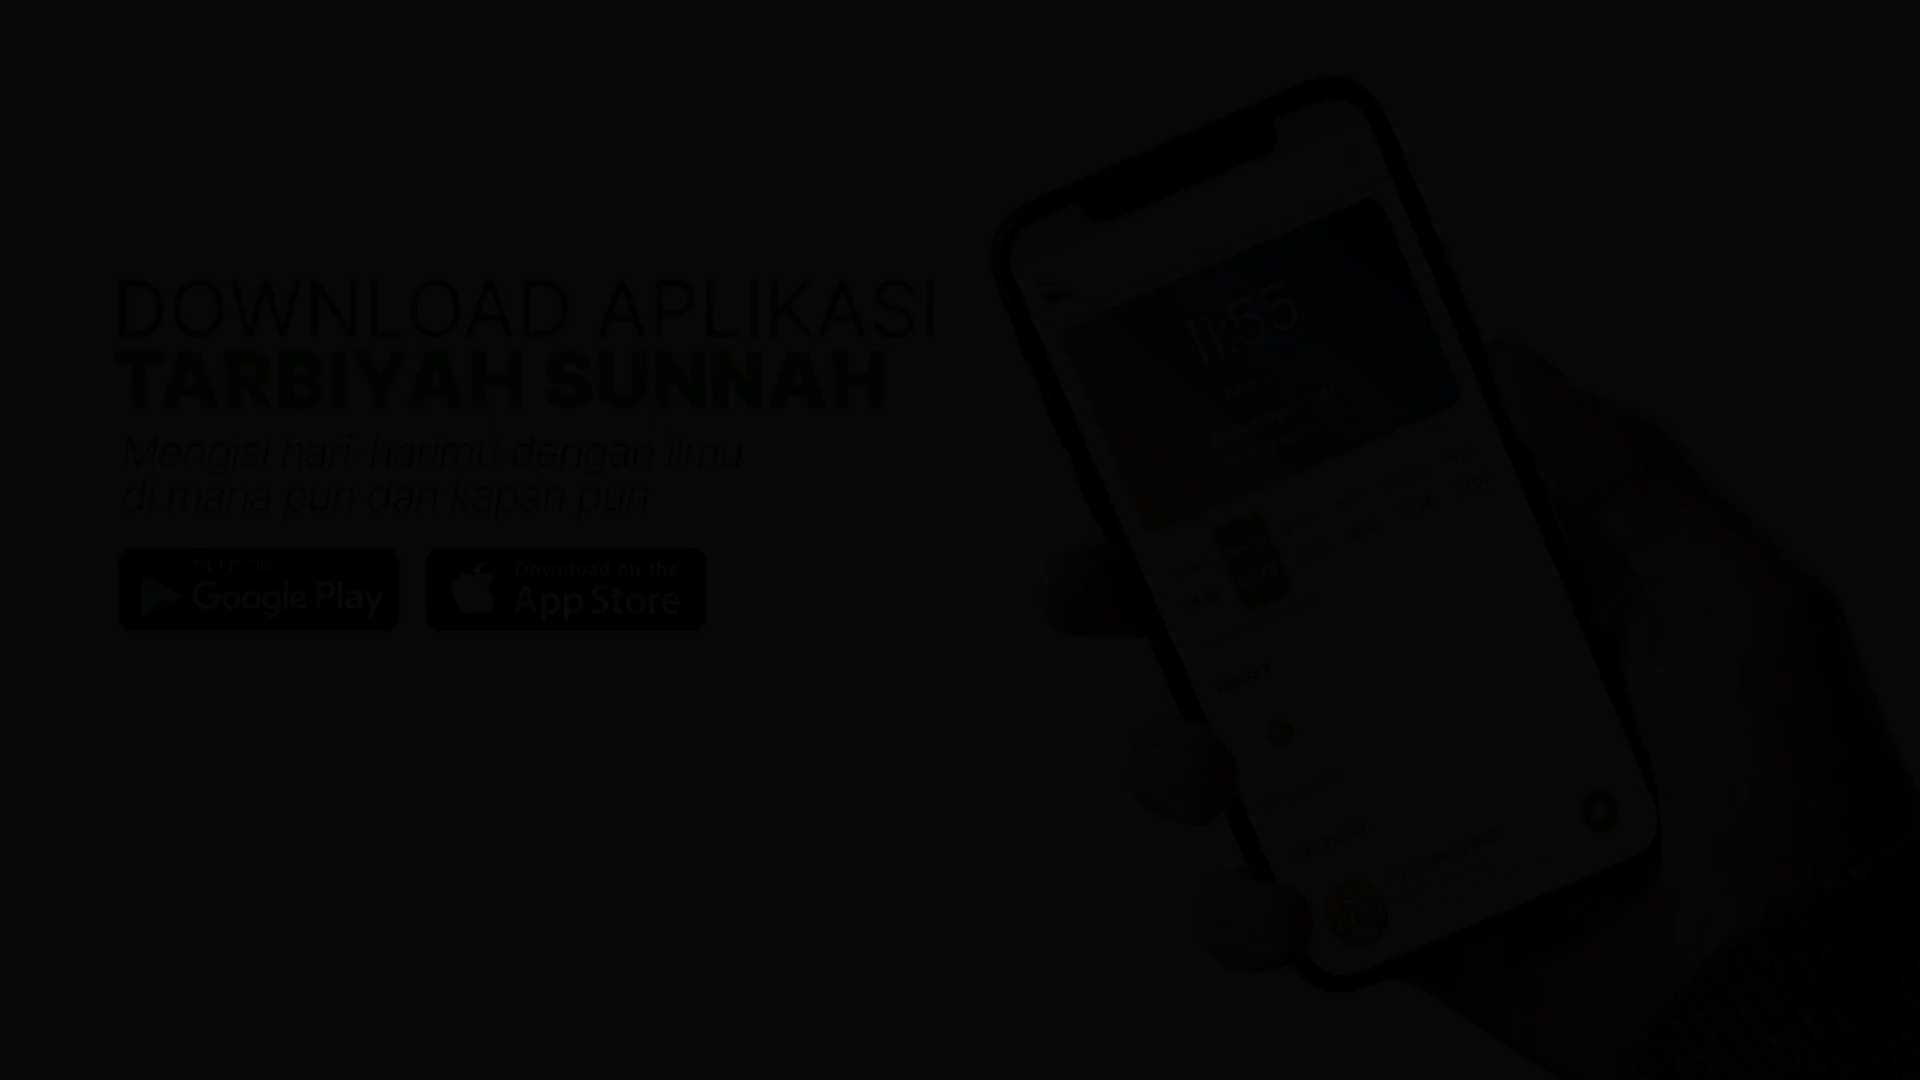 DOWNLOAD APLIKASI
TARBIYAH SUNNAH
Mengisi hari-harimu dengan ilmu
di mana pun dan kapan pun
GET IT ON
Google Play
Download on the
App Store
11:55
Explore